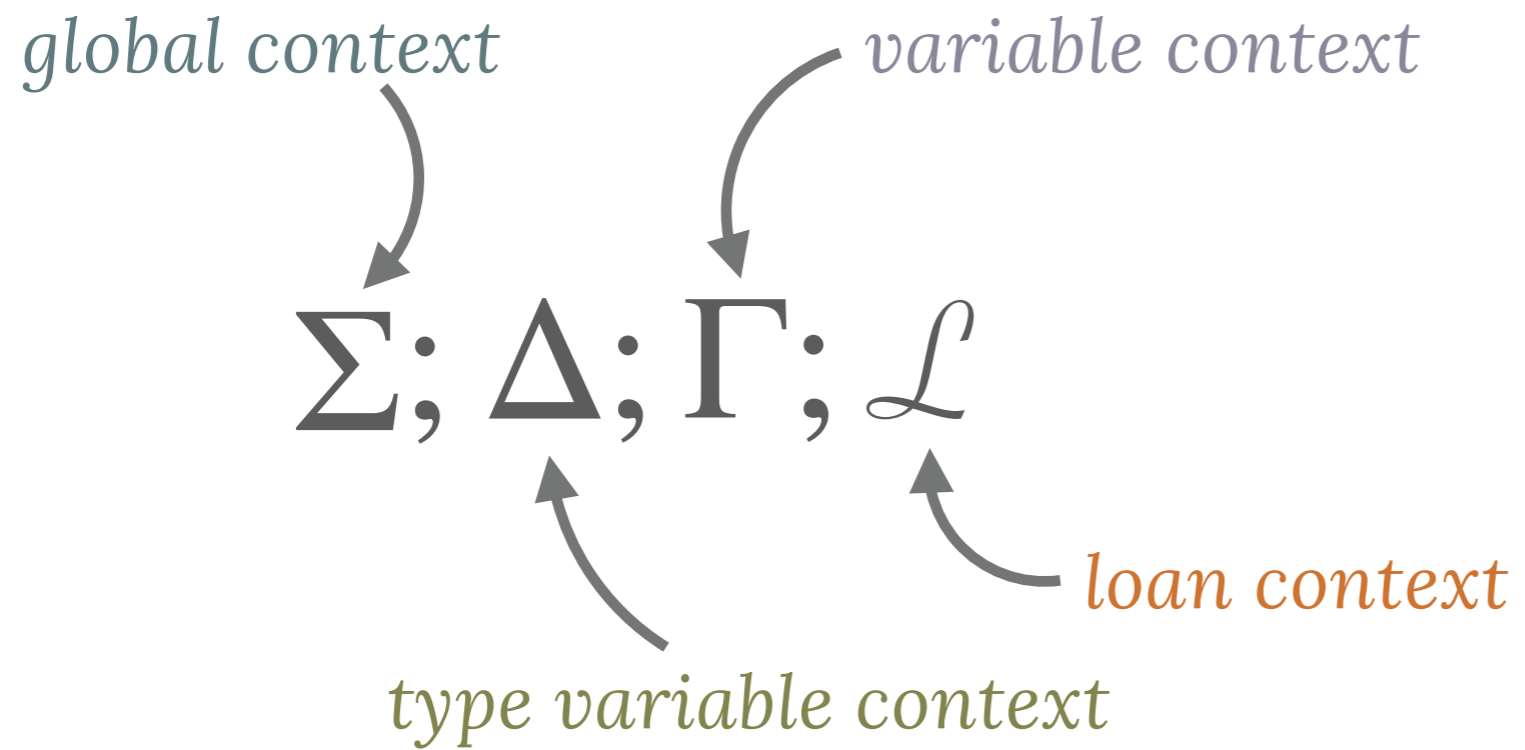 global context
variable context
Σ; Δ; Γ; ℒ
loan context
type variable context